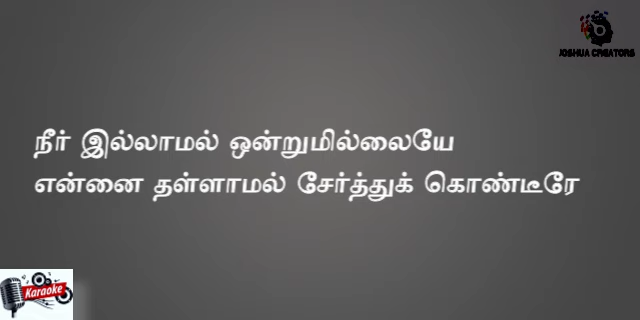 JOSHUA CREATORS
நீர் இல்லாமல் ஒன்றுமில்லையே
என்னை தள்ளாமல் சேர்த்துக் கொண்டீரே
Karaoke